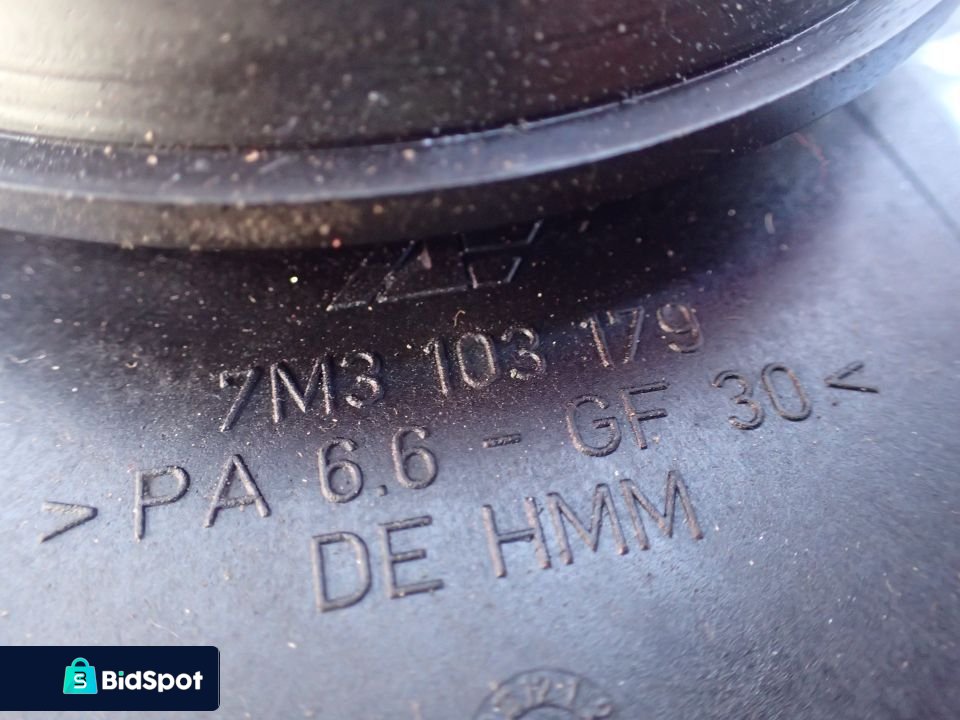 7M3 103 179
>PA 6.6 - GF 30<
DE HMM
BidSpot